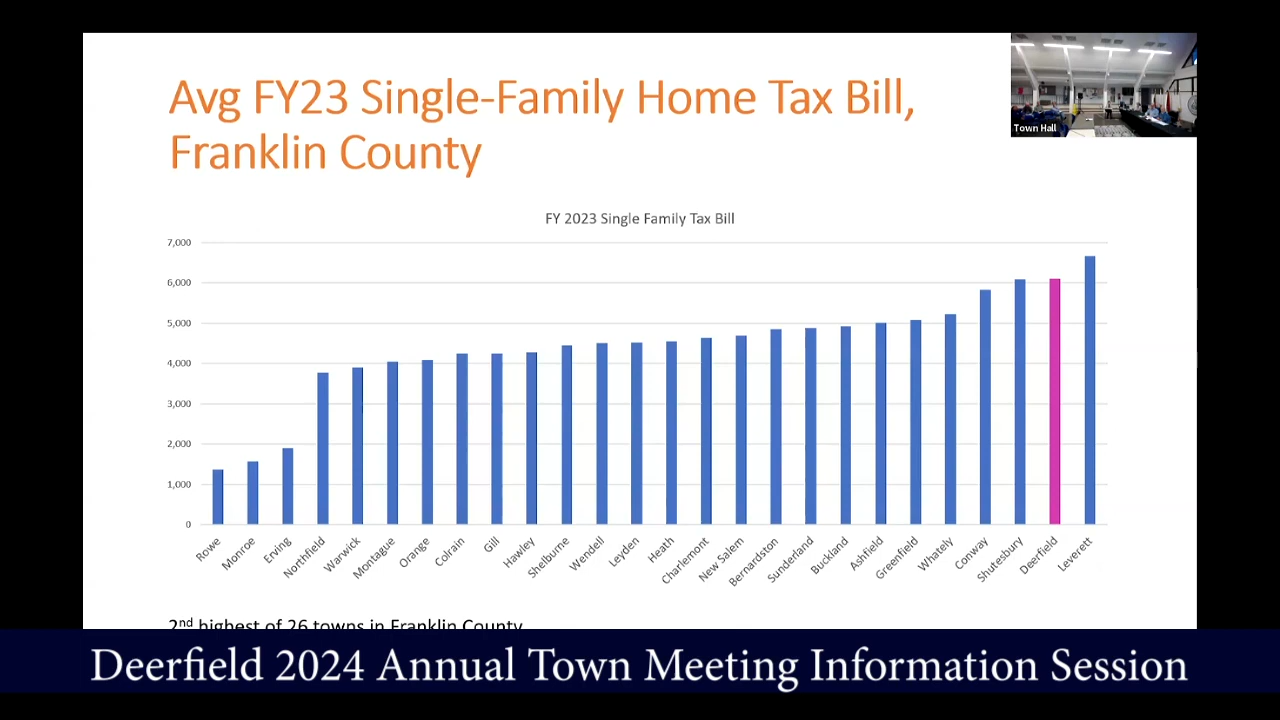 Avg FY23 Single-Family Home Tax Bill,
Franklin County
Town Hall
FY 2023 Single Family Tax Bill
7,000
6,000
5,000
4,000
3,000
2,000
1,000
0
Rowe
Monroe
Erving
Northfield
Warwick
Montague
Orange
Colrain
Gill
Hawley
Shelburne
Wendell
Leyden
Heath
Charlemont
New Salem
Bernardston
Sunderland
Buckland
Ashfield
Greenfield
Whately
Conway
Shutesbury
Deerfield
Leverett
2nd highest of 26 towns in Franklin County
Deerfield 2024 Annual Town Meeting Information Session